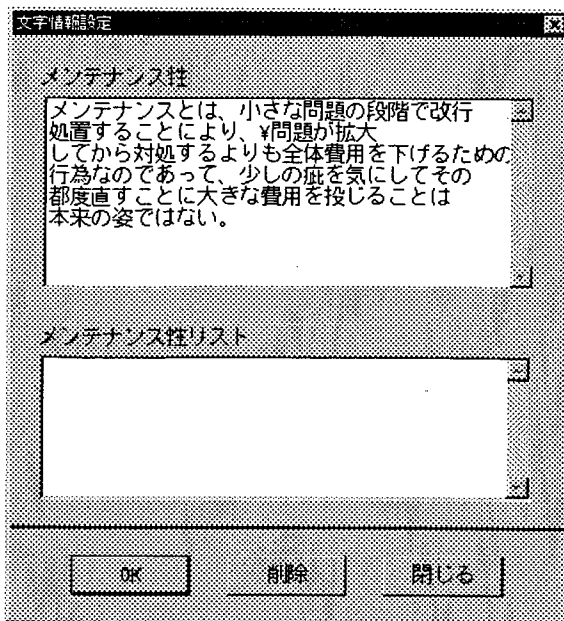 文字情報設定
メンテナンス性
メンテナンスとは、小さな問題の段階で改行
処置することにより、¥問題が拡大
してから対処するよりも全体費用を下げるための
行為なのであって、少しの疵を気にしてその
都度直すことに大きな費用を投じることは
本来の姿ではない。
メンテナンス性リスト
OK
削除
閉じる